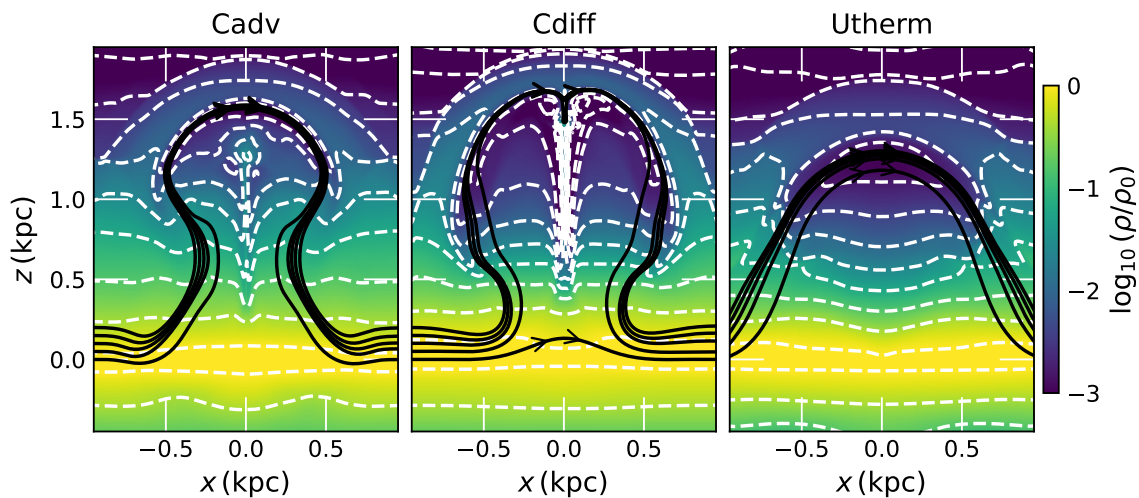 Cadv Cdiff Utherm
1.5
1.0
0.5
0.0
z (kpc)
−0.5 0.0 0.5 −0.5 0.0 0.5 −0.5 0.0 0.5
x (kpc) x (kpc) x (kpc)
0
−1
−2
−3
log₁₀ (ρ/ρ₀)